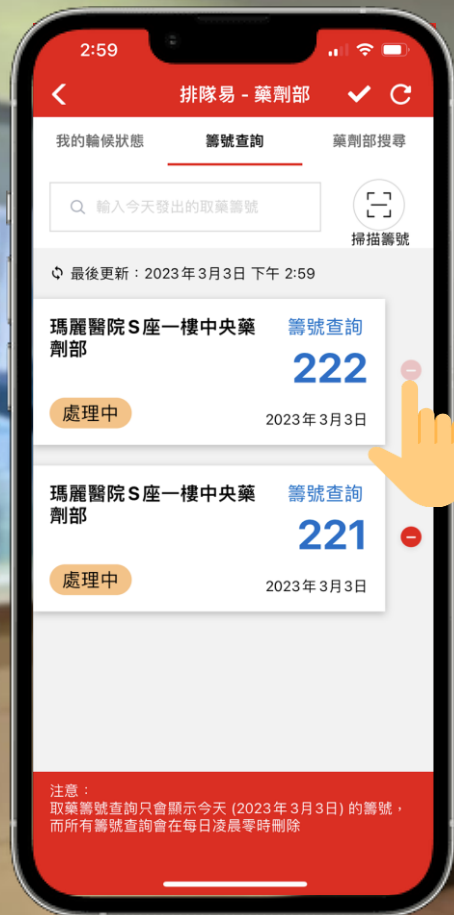 2:59
排隊易 - 藥劑部
我的輪候狀態 籌號查詢 藥劑部搜尋
輸入今天發出的取藥籌號
掃描籌號
最後更新：2023年3月3日 下午 2:59
瑪麗醫院S座一樓中央藥
劑部
籌號查詢
222
處理中
2023年3月3日
瑪麗醫院S座一樓中央藥
劑部
籌號查詢
221
處理中
2023年3月3日
注意：
取藥籌號查詢只會顯示今天 (2023年3月3日) 的籌號，
而所有籌號查詢會在每日凌晨零時刪除